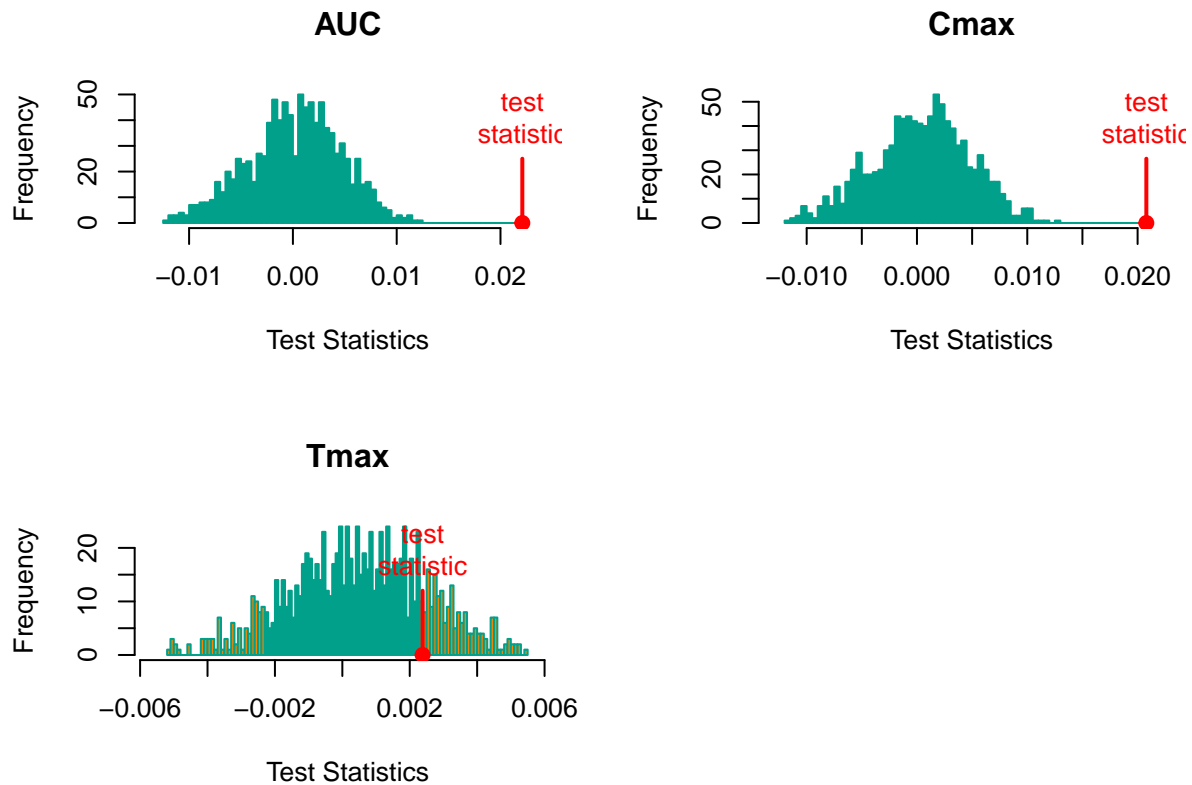 AUC
Frequency
0
20
50
test
statistic
−0.01
0.00
0.01
0.02
Test Statistics
Cmax
Frequency
0
20
50
test
statistic
−0.010
0.000
0.010
0.020
Test Statistics
Tmax
Frequency
0
10
20
test
statistic
−0.006
−0.002
0.002
0.006
Test Statistics